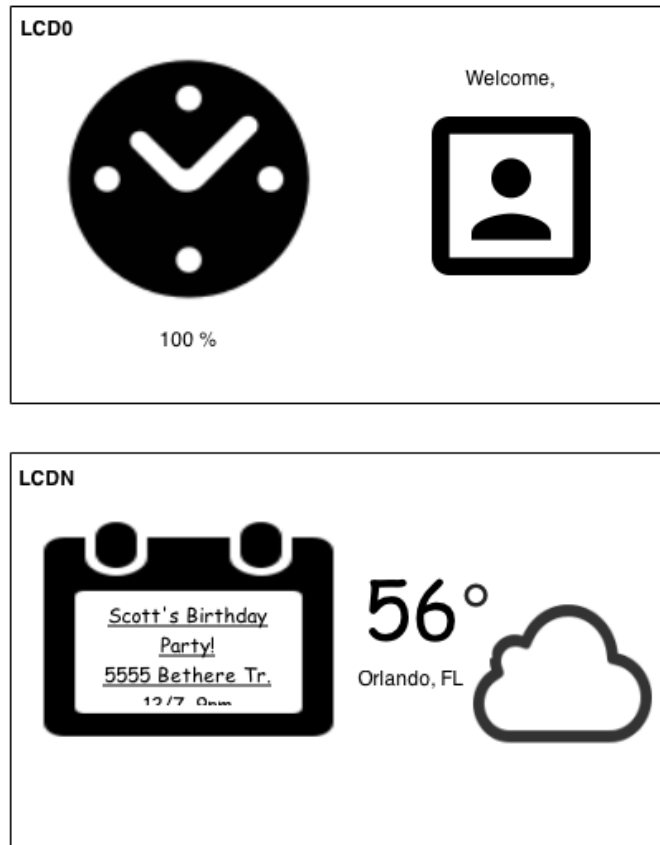 LCD0
Welcome,
100 %
LCDN
Scott's Birthday
Party!
5555 Bethere Tr.
56°
Orlando, FL